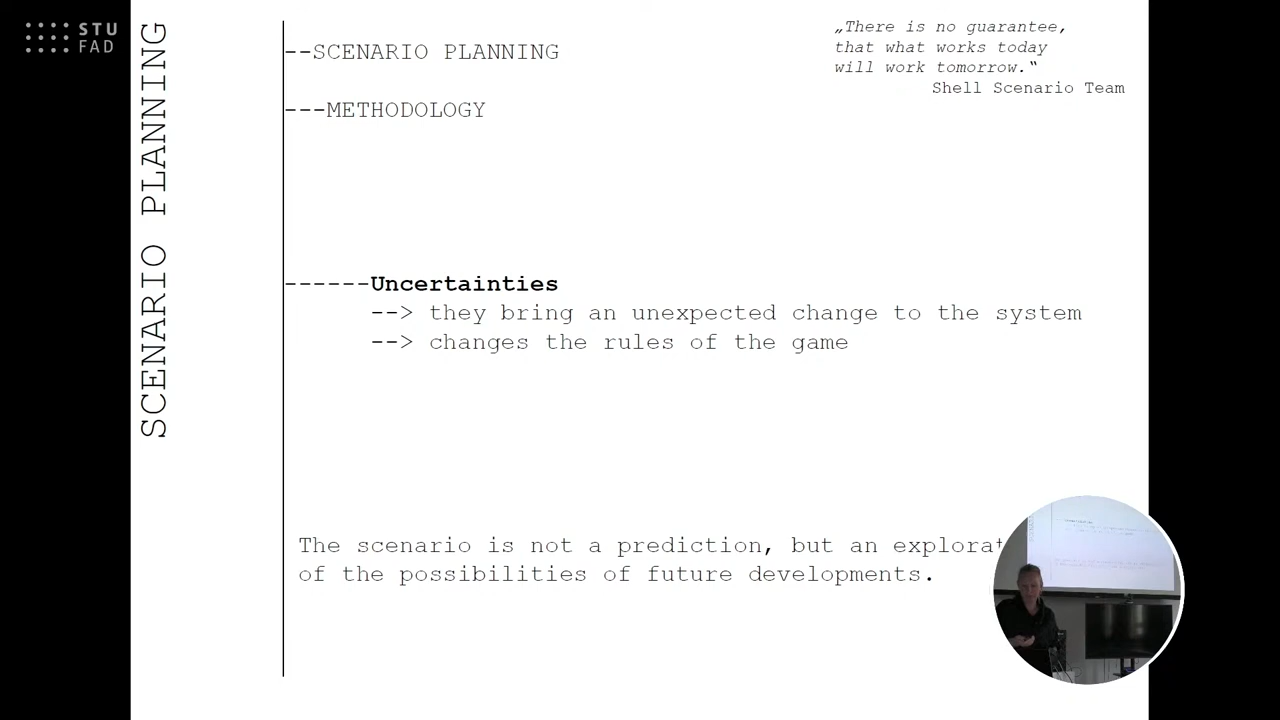 STU
FAD
SCENARIO PLANNING
--SCENARIO PLANNING
---METHODOLOGY
„There is no guarantee,
that what works today
will work tomorrow.“
Shell Scenario Team
------Uncertainties
--> they bring an unexpected change to the system
--> changes the rules of the game
The scenario is not a prediction, but an explorat
of the possibilities of future developments.